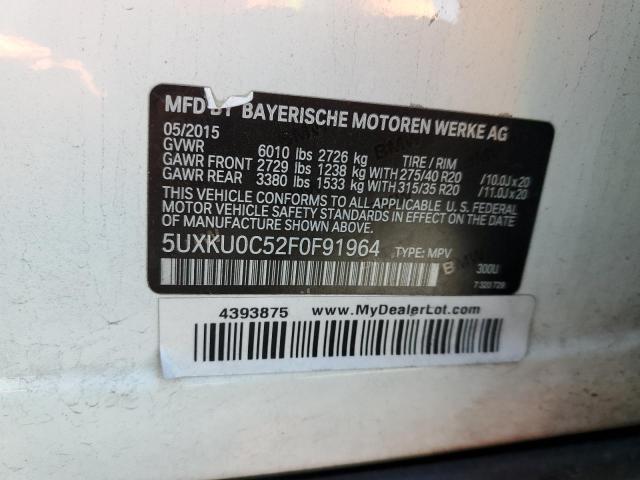 MFD BY BAYERISCHE MOTOREN WERKE AG
05/2015
GVWR 6010 lbs 2726 kg TIRE / RIM
GAWR FRONT 2729 lbs 1238 kg WITH 275/40 R20 /10.0J x 20
GAWR REAR 3380 lbs 1533 kg WITH 315/35 R20 /11.0J x 20
THIS VEHICLE CONFORMS TO ALL APPLICABLE U.S. FEDERAL
MOTOR VEHICLE SAFETY STANDARDS IN EFFECT ON THE DATE
OF MANUFACTURE SHOWN ABOVE.
5UXKU0C52F0F91964 TYPE: MPV
300U
7 320 729
4393875 www.MyDealerLot.com